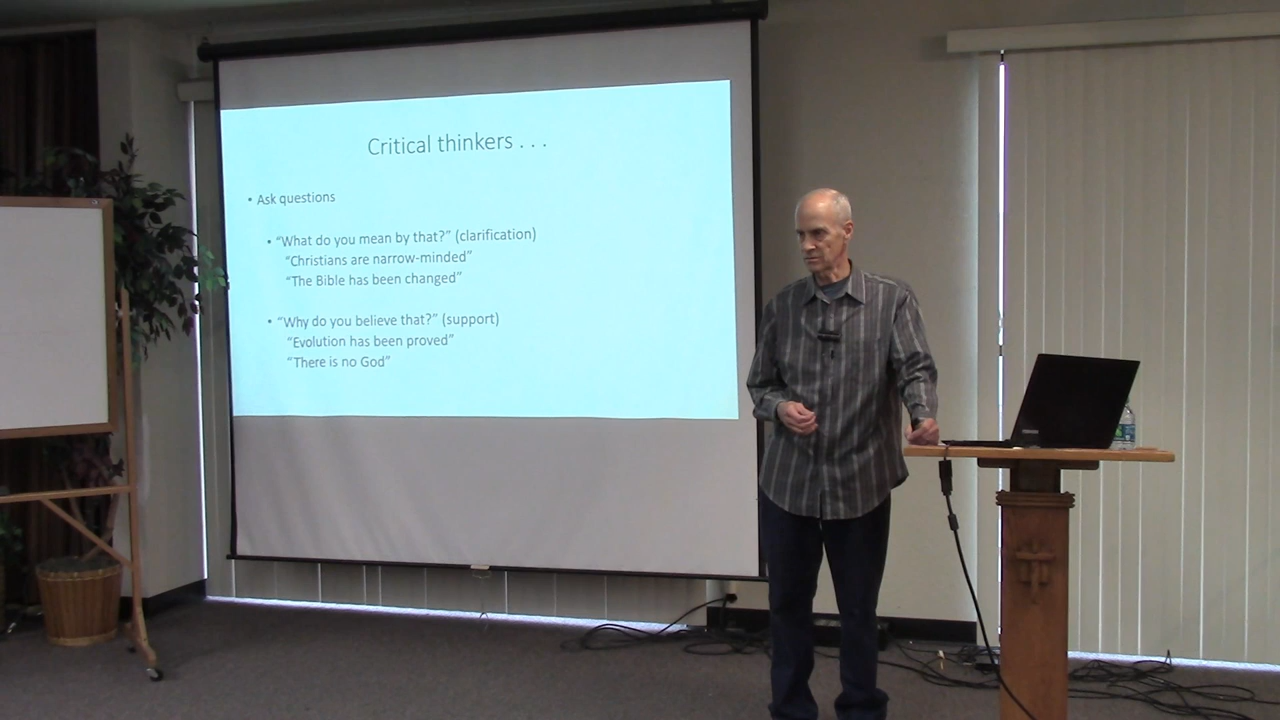 Critical thinkers . . .
• Ask questions
• "What do you mean by that?" (clarification)
"Christians are narrow-minded"
"The Bible has been changed"
• "Why do you believe that?" (support)
"Evolution has been proved"
"There is no God"
TOSHIBA